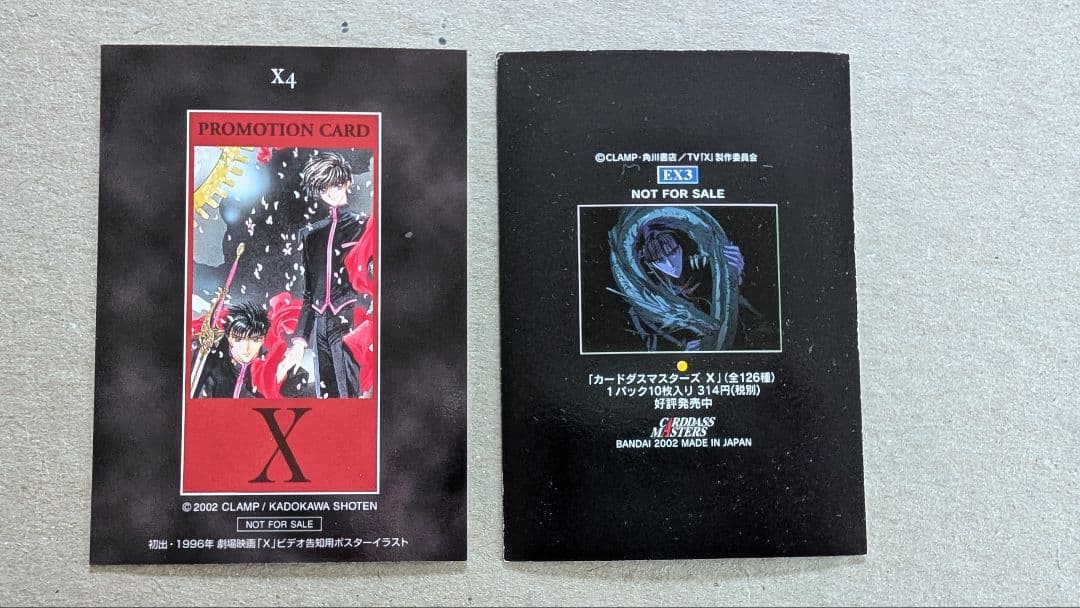 X4
PROMOTION CARD
X
© 2002 CLAMP / KADOKAWA SHOTEN
NOT FOR SALE
初出・1996年 劇場映画「X」ビデオ告知用ポスターイラスト
©CLAMP・角川書店／TV「X」製作委員会
EX3
NOT FOR SALE
「カードダスマスターズ X」(全126種)
1パック10枚入り 314円(税別)
好評発売中
CARDDASS
MASTERS
BANDAI 2002 MADE IN JAPAN